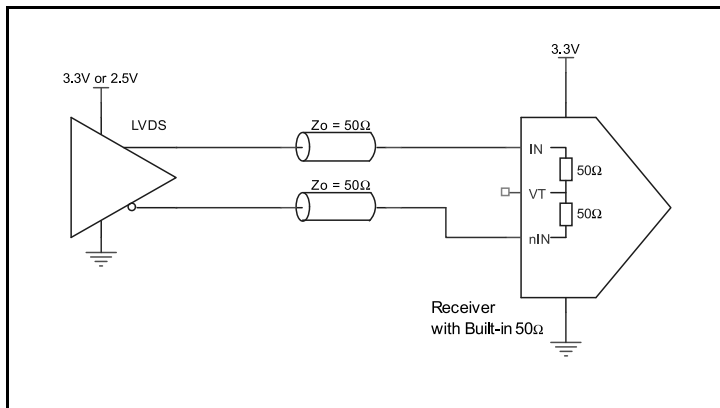 3.3V
3.3V or 2.5V
LVDS
Zo = 50Ω
IN
50Ω
Zo = 50Ω
VT
50Ω
nIN
Receiver
with Built-in 50Ω